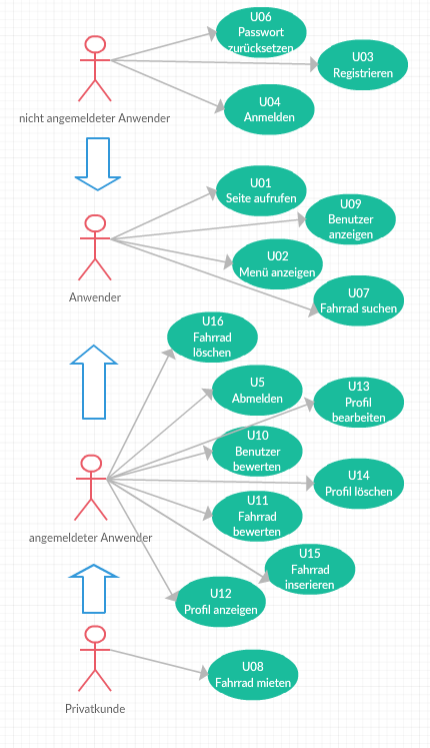 U06
Passwort
zurücksetzen
U03
Registrieren
U04
Anmelden
nicht angemeldeter Anwender
U01
Seite aufrufen
U09
Benutzer
anzeigen
U02
Menü anzeigen
Anwender
U07
Fahrrad suchen
U16
Fahrrad
löschen
U5
Abmelden
U13
Profil
bearbeiten
U10
Benutzer
bewerten
U14
Profil löschen
U11
Fahrrad
bewerten
angemeldeter Anwender
U15
Fahrrad
inserieren
U12
Profil anzeigen
U08
Fahrrad mieten
Privatkunde